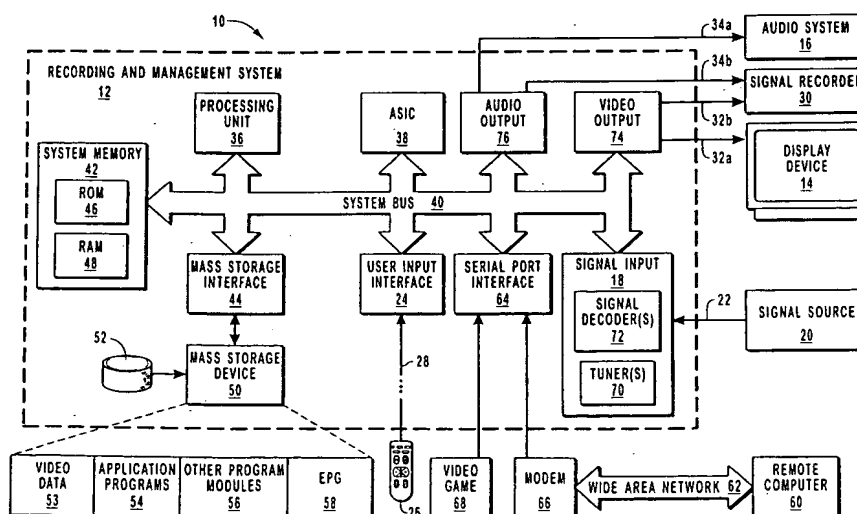 10
34a
AUDIO SYSTEM
16
RECORDING AND MANAGEMENT SYSTEM
12
34b
SIGNAL RECORDER
30
32b
PROCESSING
UNIT
36
ASIC
38
AUDIO
OUTPUT
76
VIDEO
OUTPUT
74
32a
DISPLAY
DEVICE
14
SYSTEM MEMORY
42
ROM
46
RAM
48
SYSTEM BUS 40
MASS STORAGE
INTERFACE
44
USER INPUT
INTERFACE
24
SERIAL PORT
INTERFACE
64
SIGNAL INPUT
18
SIGNAL
DECODER(S)
72
TUNER(S)
70
22
SIGNAL SOURCE
20
52
MASS STORAGE
DEVICE
50
28
VIDEO
DATA
53
APPLICATION
PROGRAMS
54
OTHER PROGRAM
MODULES
56
EPG
58
26
VIDEO
GAME
68
MODEM
66
WIDE AREA NETWORK 62
REMOTE
COMPUTER
60